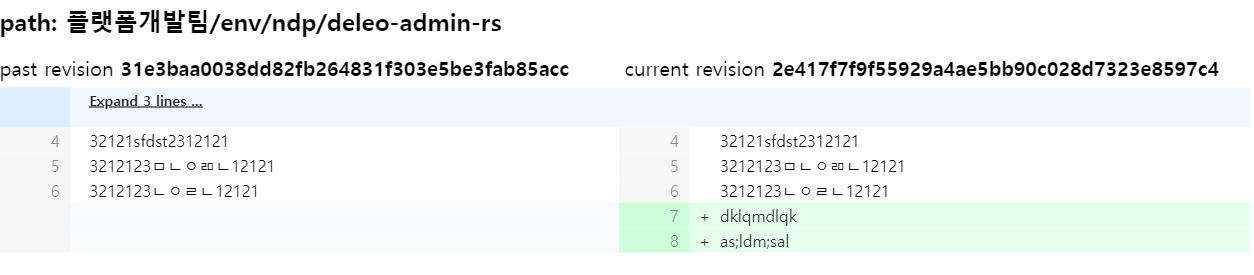 path: 플랫폼개발팀/env/ndp/deleo-admin-rs
past revision 31e3baa0038dd82fb264831f303e5be3fab85acc
current revision 2e417f7f9f55929a4ae5bb90c028d7323e8597c4
Expand 3 lines ...
4 32121sfdst2312121
5 3212123ㅁㄴㅇㄻㄴ12121
6 3212123ㄴㅇㄹㄴ12121
4 32121sfdst2312121
5 3212123ㅁㄴㅇㄻㄴ12121
6 3212123ㄴㅇㄹㄴ12121
7 + dklqmdlqk
8 + as;ldm;sal